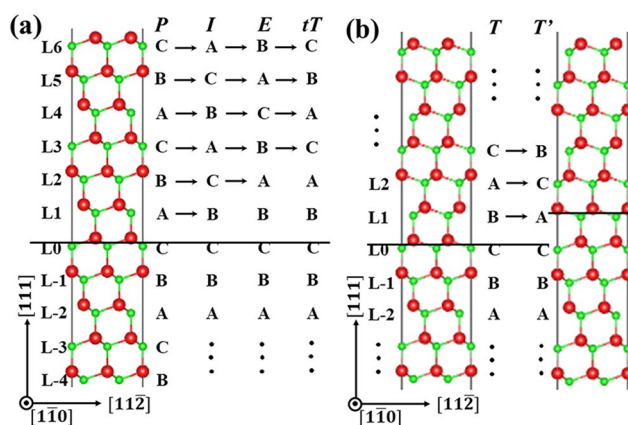 (a) P I E tT
L6 C → A → B → C
L5 B → C → A → B
L4 A → B → C → A
L3 C → A → B → C
L2 B → C → A A
L1 A → B B B
L0 C C C C
L-1 B B B B
L-2 A A A A
L-3 C
L-4 B
[111]
[11̅0] [112̅]
(b) T T’
C → B
L2 A → C
L1 B → A
L0 C C
L-1 B B
L-2 A A
[111]
[11̅0] [112̅]